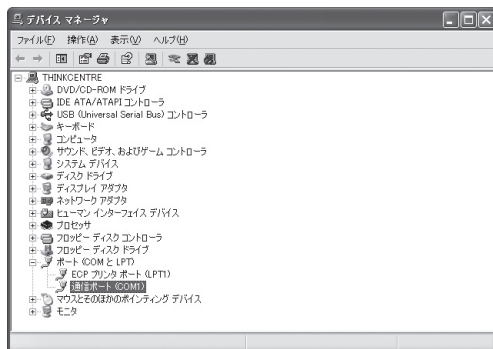 デバイス マネージャ
ファイル(F) 操作(A) 表示(V) ヘルプ(H)
THINKCENTRE
DVD/CD-ROM ドライブ
IDE ATA/ATAPI コントローラ
USB (Universal Serial Bus) コントローラ
キーボード
コンピュータ
サウンド、ビデオ、およびゲーム コントローラ
システム デバイス
ディスク ドライブ
ディスプレイ アダプタ
ネットワーク アダプタ
ヒューマン インターフェイス デバイス
プロセッサ
フロッピー ディスク コントローラ
フロッピー ディスク ドライブ
ポート (COM と LPT)
ECP プリンタ ポート (LPT1)
通信ポート (COM1)
マウスとそのほかのポインティング デバイス
モニタ